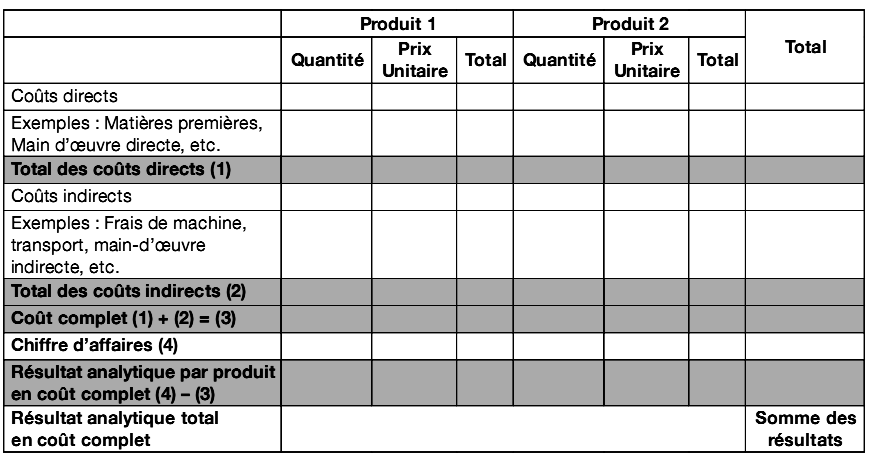 Produit 1
Produit 2
Total
Quantité
Prix
Unitaire
Total
Quantité
Prix
Unitaire
Total
Coûts directs
Exemples : Matières premières,
Main d’œuvre directe, etc.
Total des coûts directs (1)
Coûts indirects
Exemples : Frais de machine,
transport, main-d’œuvre
indirecte, etc.
Total des coûts indirects (2)
Coût complet (1) + (2) = (3)
Chiffre d’affaires (4)
Résultat analytique par produit
en coût complet (4) – (3)
Résultat analytique total
en coût complet
Somme des
résultats